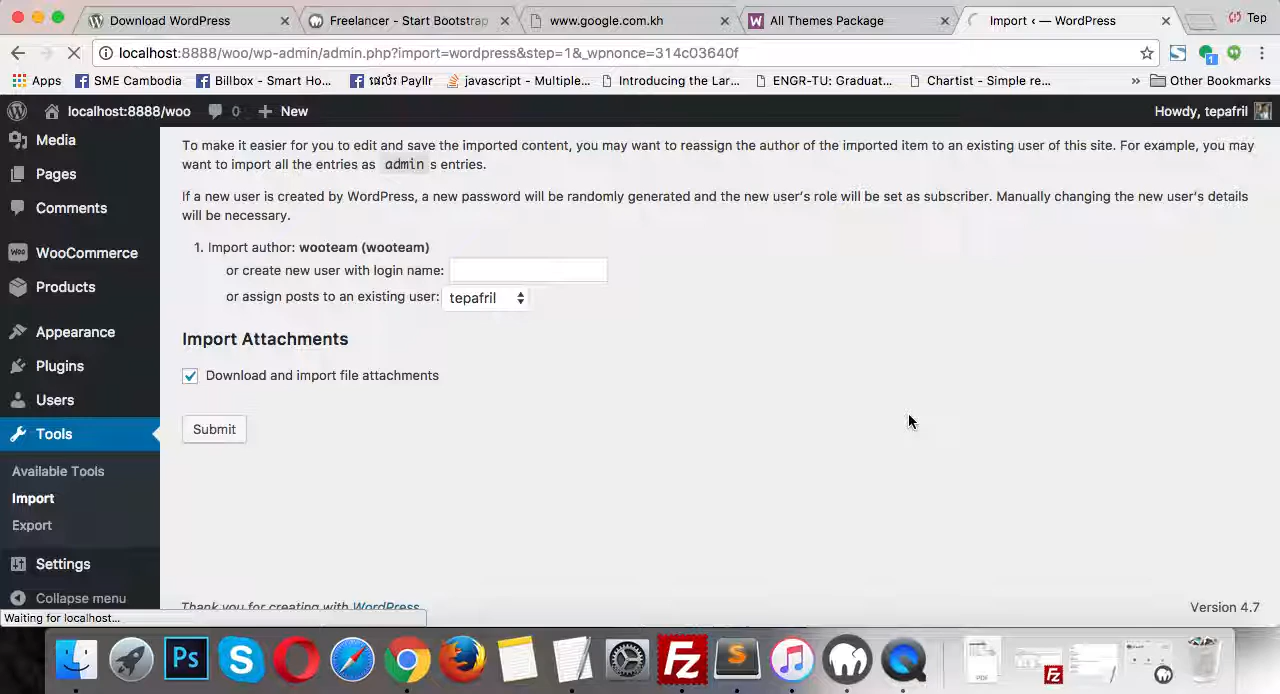 Download WordPress
Freelancer - Start Bootstrap
www.google.com.kh
All Themes Package
Import ‹ — WordPress
Tep
localhost:8888/woo/wp-admin/admin.php?import=wordpress&step=1&_wpnonce=314c03640f
1
Apps
SME Cambodia
Billbox - Smart Ho...
javascript - Multiple...
Introducing the Lar...
ENGR-TU: Graduat...
Chartist - Simple re...
»
Other Bookmarks
localhost:8888/woo
0
New
Howdy, tepafril
Media
Pages
Comments
WooCommerce
Products
Appearance
Plugins
Users
Tools
Available Tools
Import
Export
Settings
Collapse menu
To make it easier for you to edit and save the imported content, you may want to reassign the author of the imported item to an existing user of this site. For example, you may
want to import all the entries as admin s entries.
If a new user is created by WordPress, a new password will be randomly generated and the new user's role will be set as subscriber. Manually changing the new user's details
will be necessary.
1. Import author: wooteam (wooteam)
or create new user with login name:
or assign posts to an existing user: tepafril
Import Attachments
Download and import file attachments
Submit
Thank you for creating with WordPress
Version 4.7
Waiting for localhost...
Ps
Fz
PDF